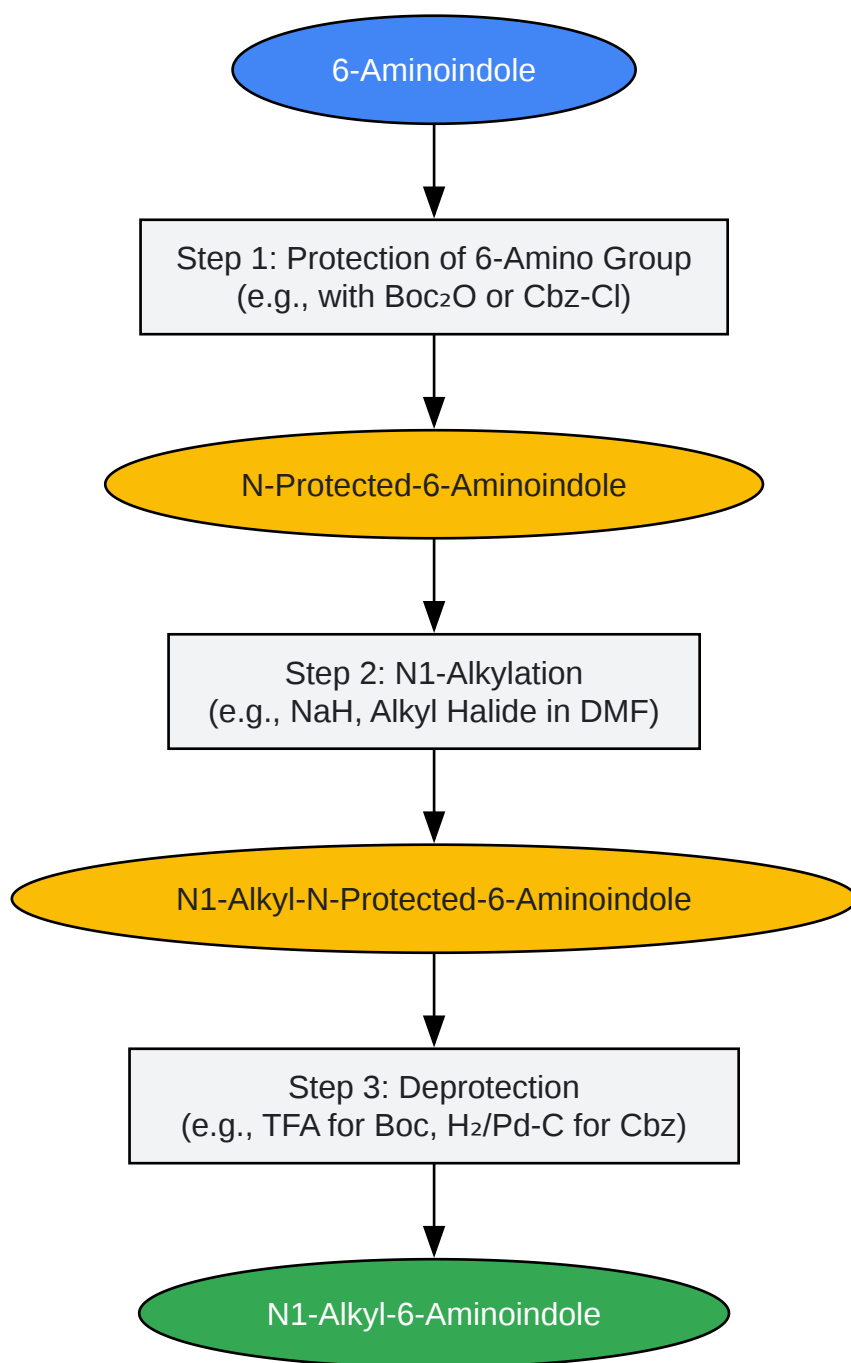 6-Aminoindole
Step 1: Protection of 6-Amino Group
(e.g., with Boc₂O or Cbz-Cl)
N-Protected-6-Aminoindole
Step 2: N1-Alkylation
(e.g., NaH, Alkyl Halide in DMF)
N1-Alkyl-N-Protected-6-Aminoindole
Step 3: Deprotection
(e.g., TFA for Boc, H₂/Pd-C for Cbz)
N1-Alkyl-6-Aminoindole